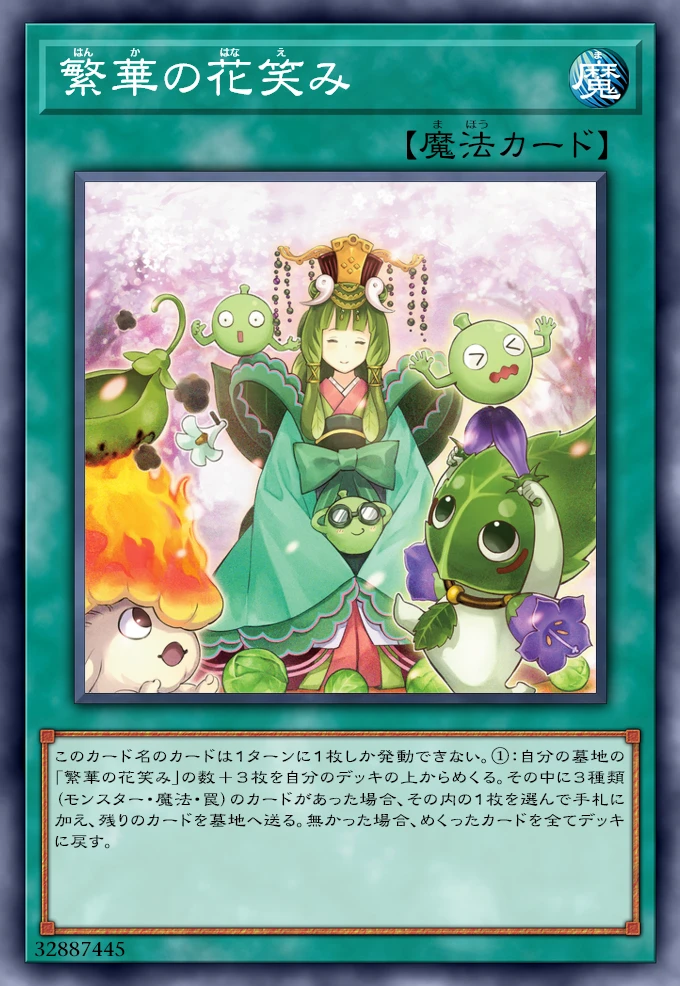 繁華の花笑み
魔
【魔法カード】
このカード名のカードは１ターンに１枚しか発動できない。①：自分の墓地の
「繁華の花笑み」の数＋３枚を自分のデッキの上からめくる。その中に３種類
（モンスター・魔法・罠）のカードがあった場合、その内の１枚を選んで手札に
加え、残りのカードを墓地へ送る。無かった場合、めくったカードを全てデッキ
に戻す。
32887445